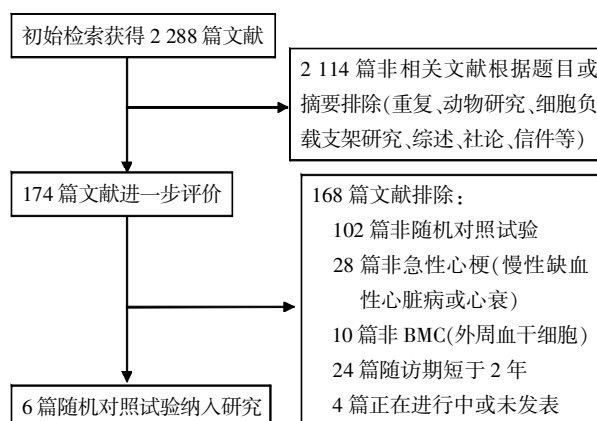 初始检索获得 2 288 篇文献
2 114 篇非相关文献根据题目或
摘要排除(重复、动物研究、细胞负
载支架研究、综述、社论、信件等)
174 篇文献进一步评价
168 篇文献排除：
102 篇非随机对照试验
28 篇非急性心梗(慢性缺血
性心脏病或心衰)
10 篇非 BMC(外周血干细胞)
24 篇随访期短于 2 年
4 篇正在进行中或未发表
6 篇随机对照试验纳入研究